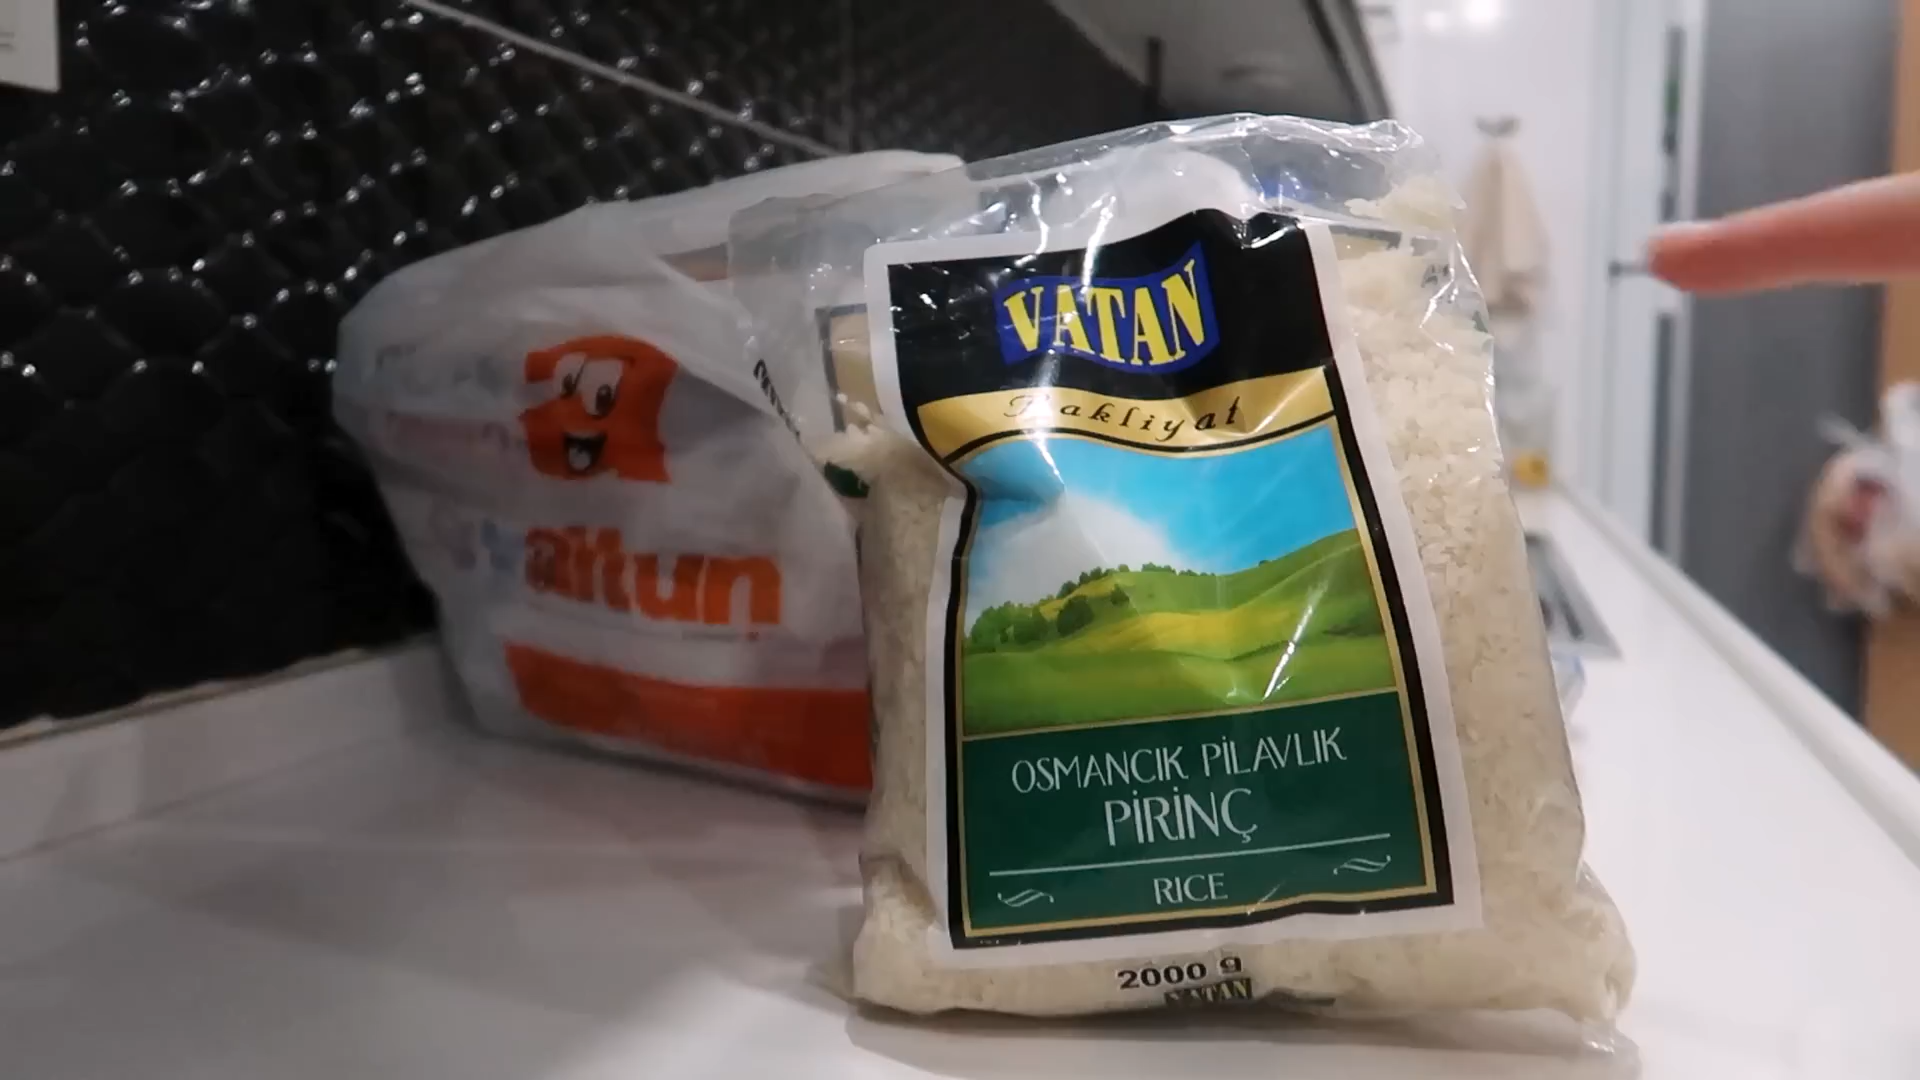 VATAN
Bakliyat
OSMANCIK PİLAVLIK
PİRİNÇ
RICE
2000 g
VATAN
altun